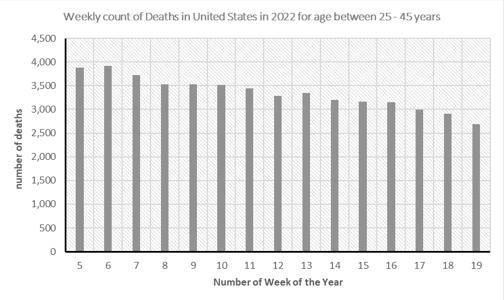 Weekly count of Deaths in United States in 2022 for age between 25 - 45 years
4,500
4,000
3,500
3,000
2,500
2,000
1,500
1,000
500
0
number of deaths
5 6 7 8 9 10 11 12 13 14 15 16 17 18 19
Number of Week of the Year